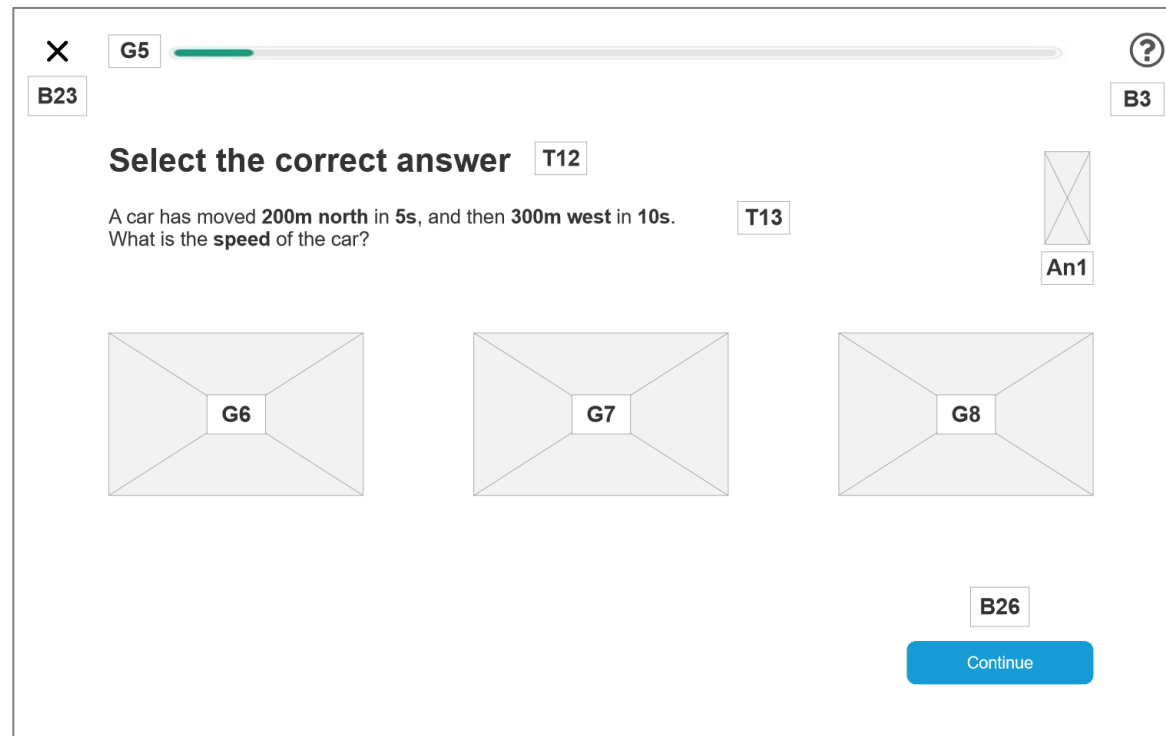 G5
B23
B3
Select the correct answer T12
A car has moved 200m north in 5s, and then 300m west in 10s.
What is the speed of the car?
T13
An1
G6 G7 G8
B26
Continue